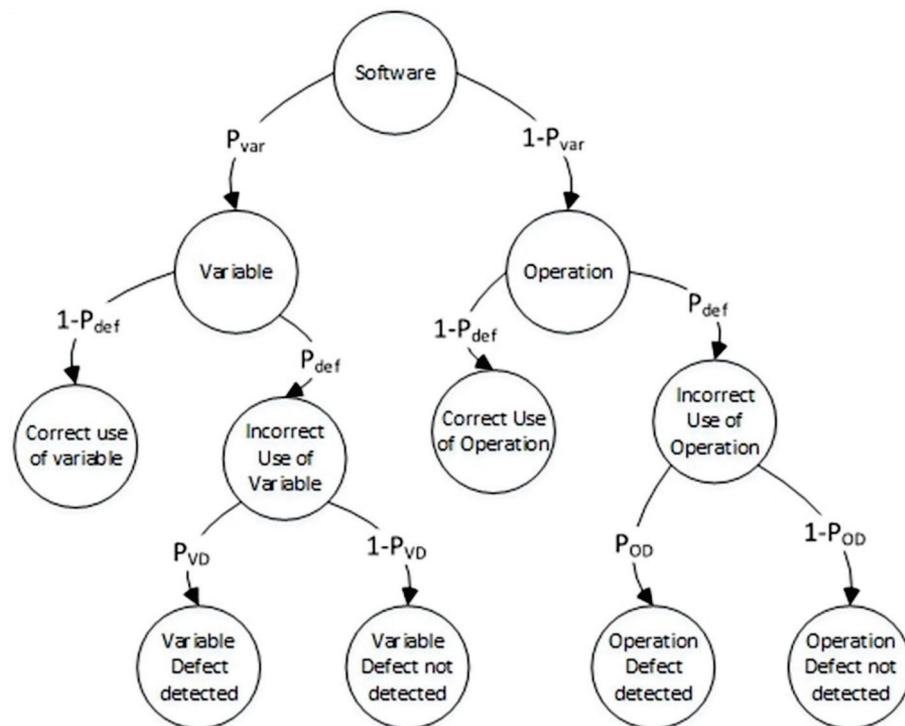 Software
P_var
1-P_var
Variable
Operation
1-P_def
P_def
1-P_def
P_def
Correct use
of variable
Incorrect
Use of
Variable
Correct Use
of Operation
Incorrect
Use of
Operation
P_VD
1-P_VD
P_OD
1-P_OD
Variable
Defect
detected
Variable
Defect not
detected
Operation
Defect
detected
Operation
Defect not
detected